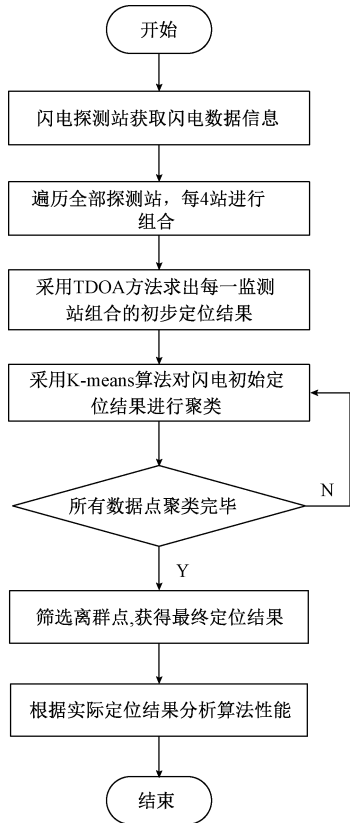 开始
闪电探测站获取闪电数据信息
遍历全部探测站，每4站进行
组合
采用TDOA方法求出每一监测
站组合的初步定位结果
采用K-means算法对闪电初始定
位结果进行聚类
所有数据点聚类完毕
N
Y
筛选离群点,获得最终定位结果
根据实际定位结果分析算法性能
结束